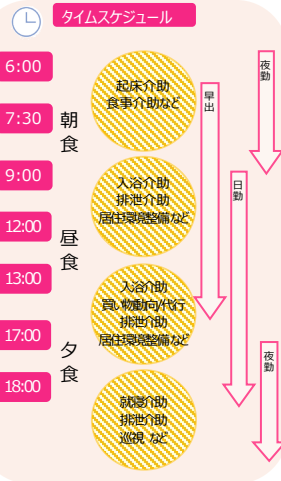 タイムスケジュール
6:00
7:30
朝食
9:00
12:00
昼食
13:00
17:00
夕食
18:00
起床介助
食事介助など
入浴介助
排泄介助
居住環境整備など
入浴介助
買い物動向/代行
排泄介助
居住環境整備など
就寝介助
排泄介助
巡視 など
早出
日勤
夜勤
夜勤